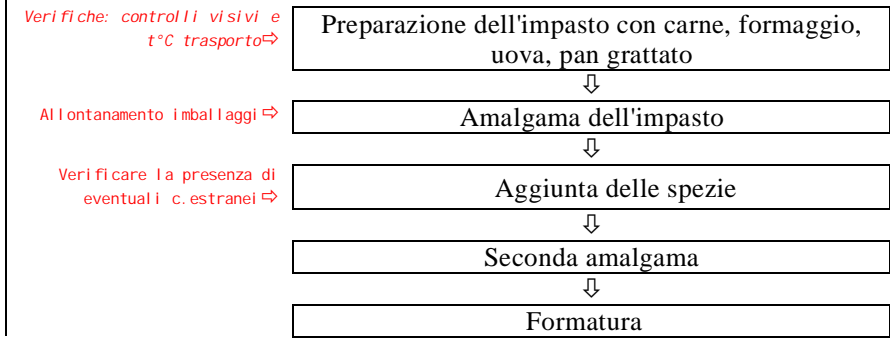 Verifiche: controlli visivi e
t°C trasporto⇨
Preparazione dell'impasto con carne, formaggio,
uova, pan grattato
⇩
Allontanamento imballaggi⇨
Amalgama dell'impasto
⇩
Verificare la presenza di
eventuali c.estranei⇨
Aggiunta delle spezie
⇩
Seconda amalgama
⇩
Formatura